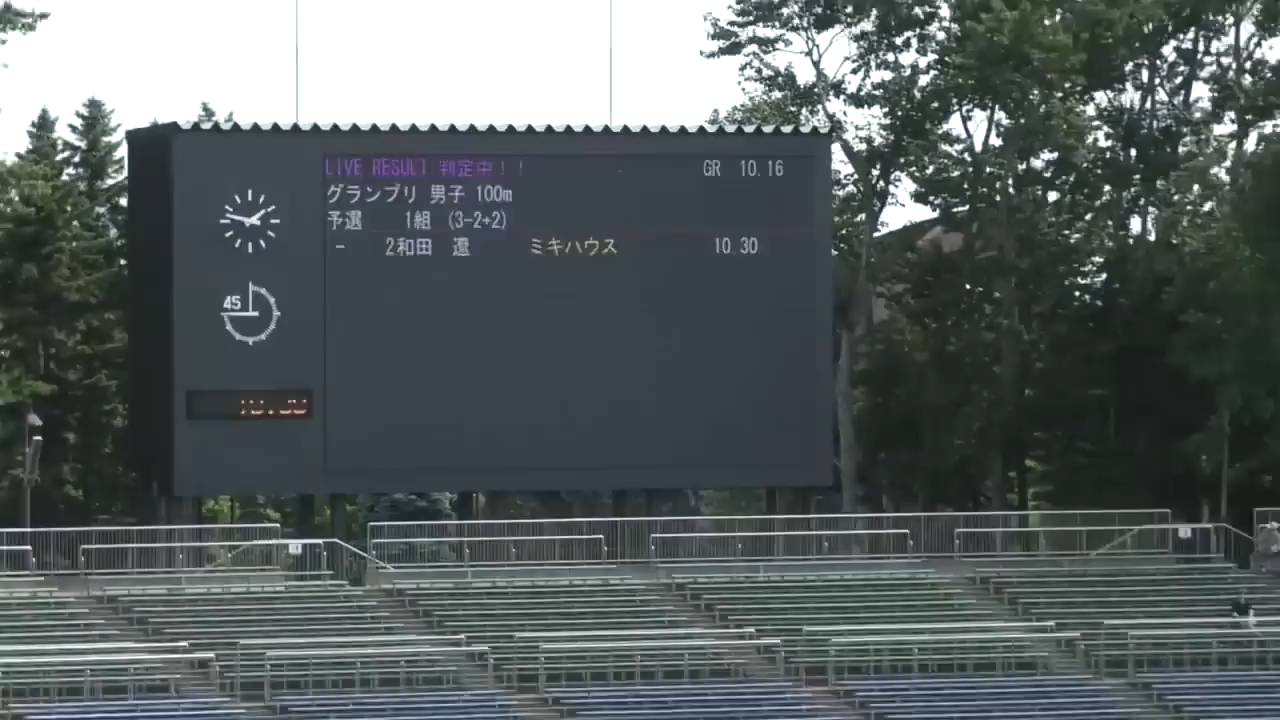 LIVE RESULT 判定中!! GR 10.16
グランプリ 男子 100m
予選 1組 (3-2+2)
- 2和田 遼 ミキハウス 10.30
45